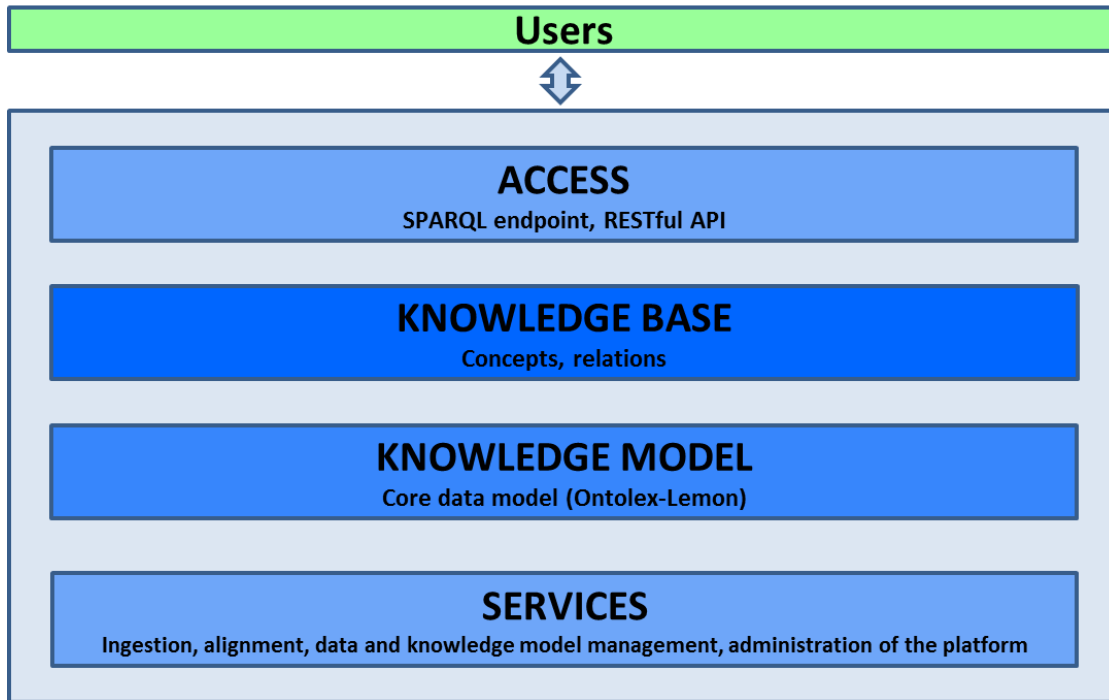 Users
ACCESS
SPARQL endpoint, RESTful API
KNOWLEDGE BASE
Concepts, relations
KNOWLEDGE MODEL
Core data model (Ontolex-Lemon)
SERVICES
Ingestion, alignment, data and knowledge model management, administration of the platform